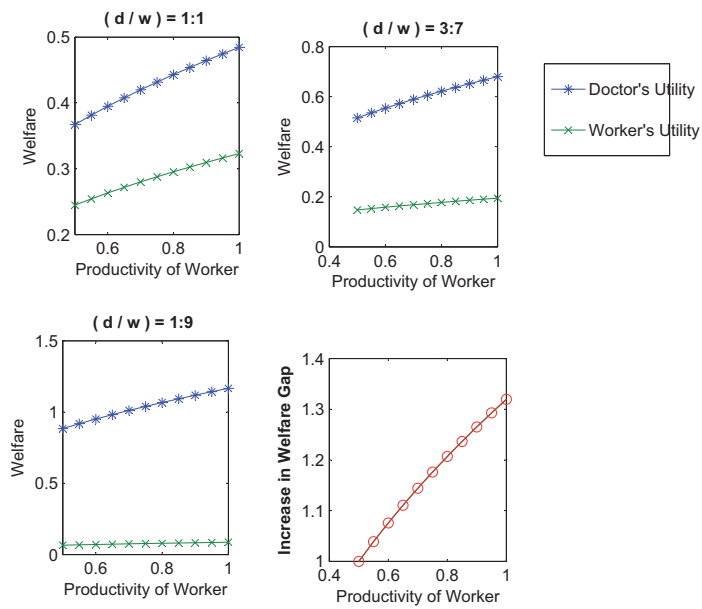 ( d / w ) = 1:1
0.5
0.4
0.3
0.2
Welfare
0.6
0.8
1
Productivity of Worker
( d / w ) = 3:7
0.8
0.6
0.4
0.2
0
Welfare
0.4
0.6
0.8
1
Productivity of Worker
Doctor's Utility
Worker's Utility
( d / w ) = 1:9
1.5
1
0.5
0
Welfare
0.6
0.8
1
Productivity of Worker
1.4
1.3
1.2
1.1
1
Increase in Welfare Gap
0.4
0.6
0.8
1
Productivity of Worker